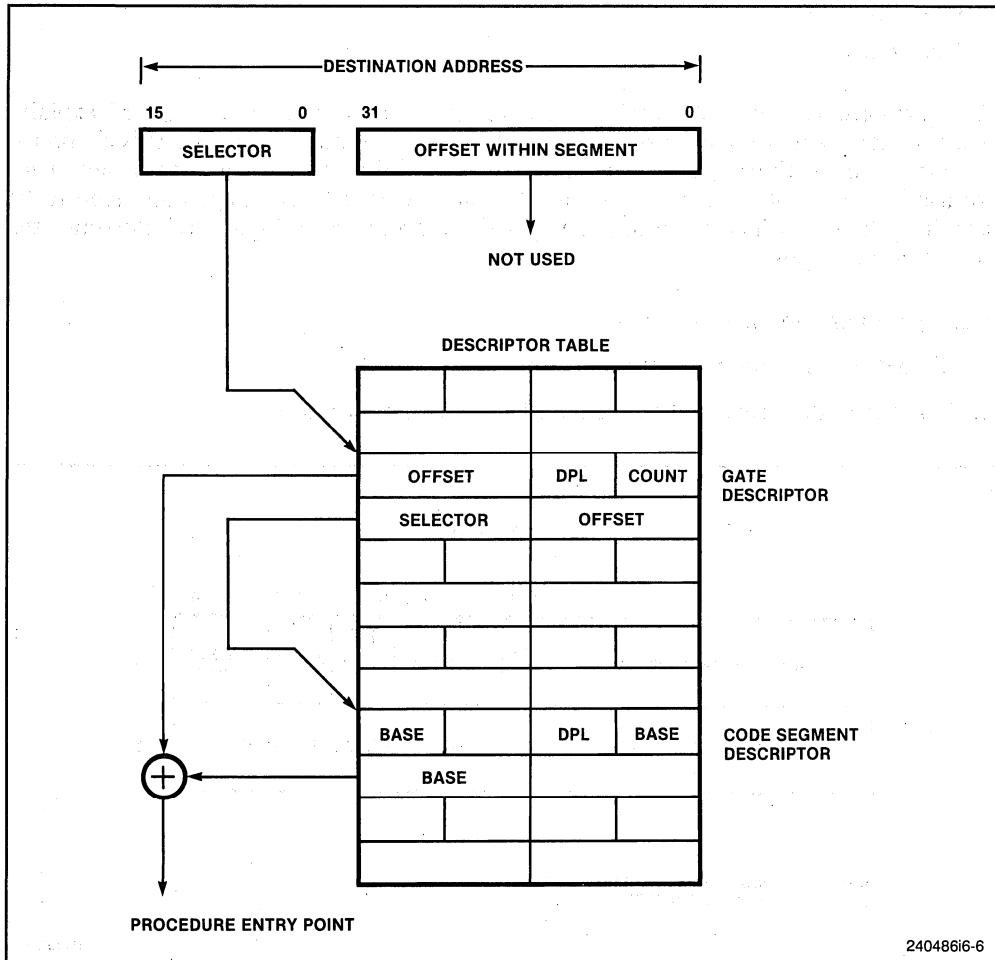 DESTINATION ADDRESS
15 0 31 0
SELECTOR OFFSET WITHIN SEGMENT
NOT USED
DESCRIPTOR TABLE
OFFSET DPL COUNT GATE
DESCRIPTOR
SELECTOR OFFSET
BASE DPL BASE CODE SEGMENT
DESCRIPTOR
BASE
+
PROCEDURE ENTRY POINT
240486i6-6